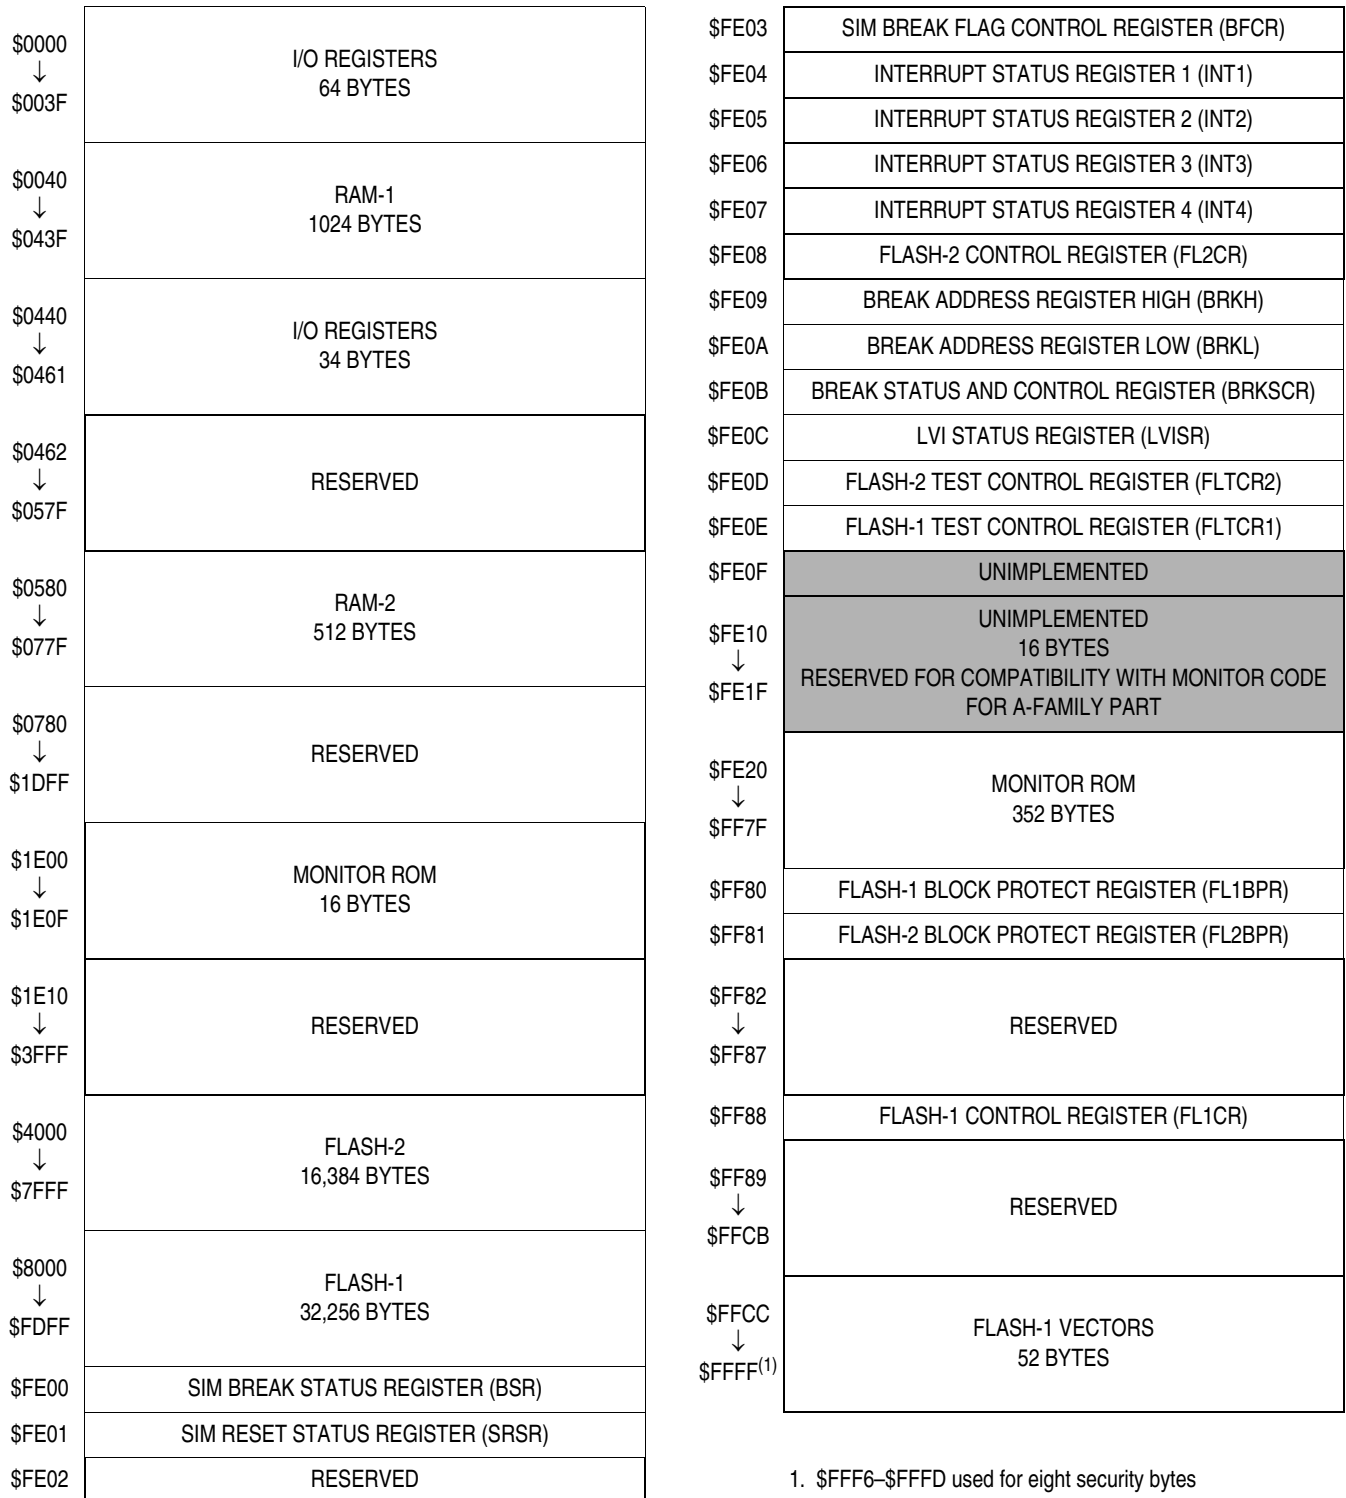 $0000
↓
$003F
I/O REGISTERS
64 BYTES
$0040
↓
$043F
RAM-1
1024 BYTES
$0440
↓
$0461
I/O REGISTERS
34 BYTES
$0462
↓
$057F
RESERVED
$0580
↓
$077F
RAM-2
512 BYTES
$0780
↓
$1DFF
RESERVED
$1E00
↓
$1E0F
MONITOR ROM
16 BYTES
$1E10
↓
$3FFF
RESERVED
$4000
↓
$7FFF
FLASH-2
16,384 BYTES
$8000
↓
$FDFF
FLASH-1
32,256 BYTES
$FE00 SIM BREAK STATUS REGISTER (BSR)
$FE01 SIM RESET STATUS REGISTER (SRSR)
$FE02 RESERVED
$FE03 SIM BREAK FLAG CONTROL REGISTER (BFCR)
$FE04 INTERRUPT STATUS REGISTER 1 (INT1)
$FE05 INTERRUPT STATUS REGISTER 2 (INT2)
$FE06 INTERRUPT STATUS REGISTER 3 (INT3)
$FE07 INTERRUPT STATUS REGISTER 4 (INT4)
$FE08 FLASH-2 CONTROL REGISTER (FL2CR)
$FE09 BREAK ADDRESS REGISTER HIGH (BRKH)
$FE0A BREAK ADDRESS REGISTER LOW (BRKL)
$FE0B BREAK STATUS AND CONTROL REGISTER (BRKSCR)
$FE0C LVI STATUS REGISTER (LVISR)
$FE0D FLASH-2 TEST CONTROL REGISTER (FLTCR2)
$FE0E FLASH-1 TEST CONTROL REGISTER (FLTCR1)
$FE0F UNIMPLEMENTED
$FE10
↓
$FE1F
UNIMPLEMENTED
16 BYTES
RESERVED FOR COMPATIBILITY WITH MONITOR CODE
FOR A-FAMILY PART
$FE20
↓
$FF7F
MONITOR ROM
352 BYTES
$FF80 FLASH-1 BLOCK PROTECT REGISTER (FL1BPR)
$FF81 FLASH-2 BLOCK PROTECT REGISTER (FL2BPR)
$FF82
↓
$FF87
RESERVED
$FF88 FLASH-1 CONTROL REGISTER (FL1CR)
$FF89
↓
$FFCB
RESERVED
$FFCC
↓
$FFFF(1)
FLASH-1 VECTORS
52 BYTES
1. $FFF6–$FFFD used for eight security bytes